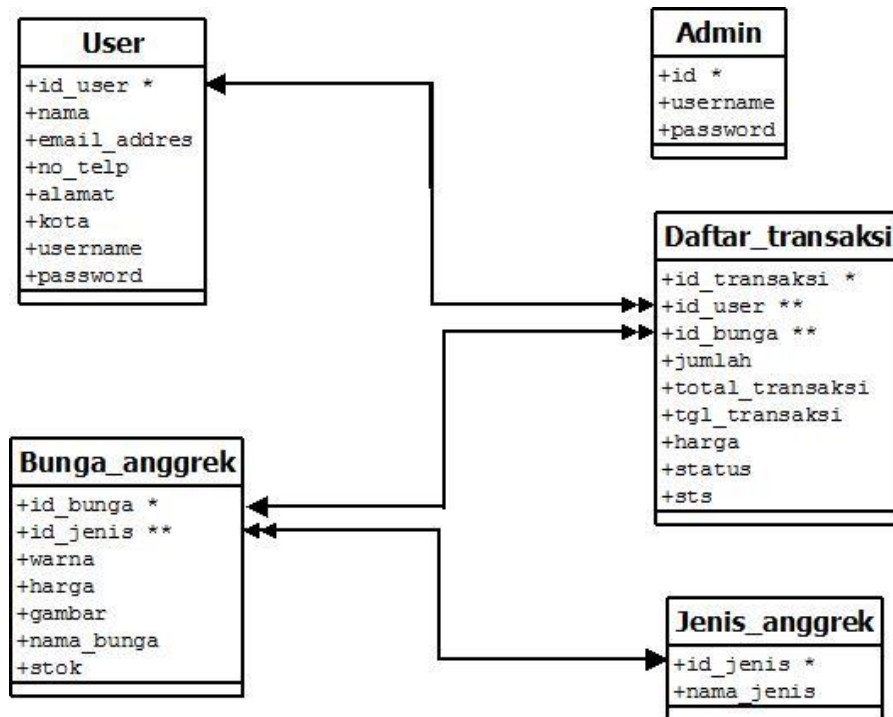 User
+id_user *
+nama
+email_addres
+no_telp
+alamat
+kota
+username
+password
Admin
+id *
+username
+password
Daftar_transaksi
+id_transaksi *
+id_user **
+id_bunga **
+jumlah
+total_transaksi
+tgl_transaksi
+harga
+status
+sts
Bunga_anggrek
+id_bunga *
+id_jenis **
+warna
+harga
+gambar
+nama_bunga
+stok
Jenis_anggrek
+id_jenis *
+nama_jenis